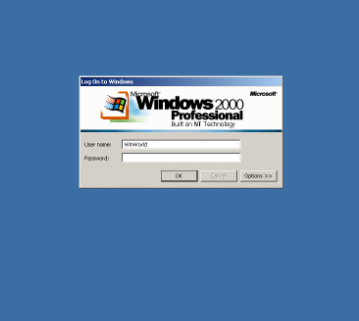 Log On to Windows
Microsoft
Microsoft
Windows 2000
Professional
Built on NT Technology
User name:
WinWorld
Password:
OK
Cancel
Options >>